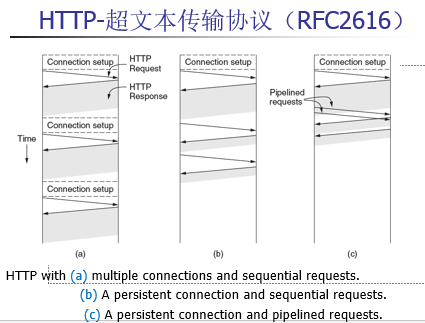 HTTP-超文本传输协议（RFC2616）
Connection setup
HTTP
Request
HTTP
Response
Connection setup
Connection setup
Time
(a)
Connection setup
(b)
Connection setup
Pipelined
requests
(c)
HTTP with (a) multiple connections and sequential requests.
(b) A persistent connection and sequential requests.
(c) A persistent connection and pipelined requests.